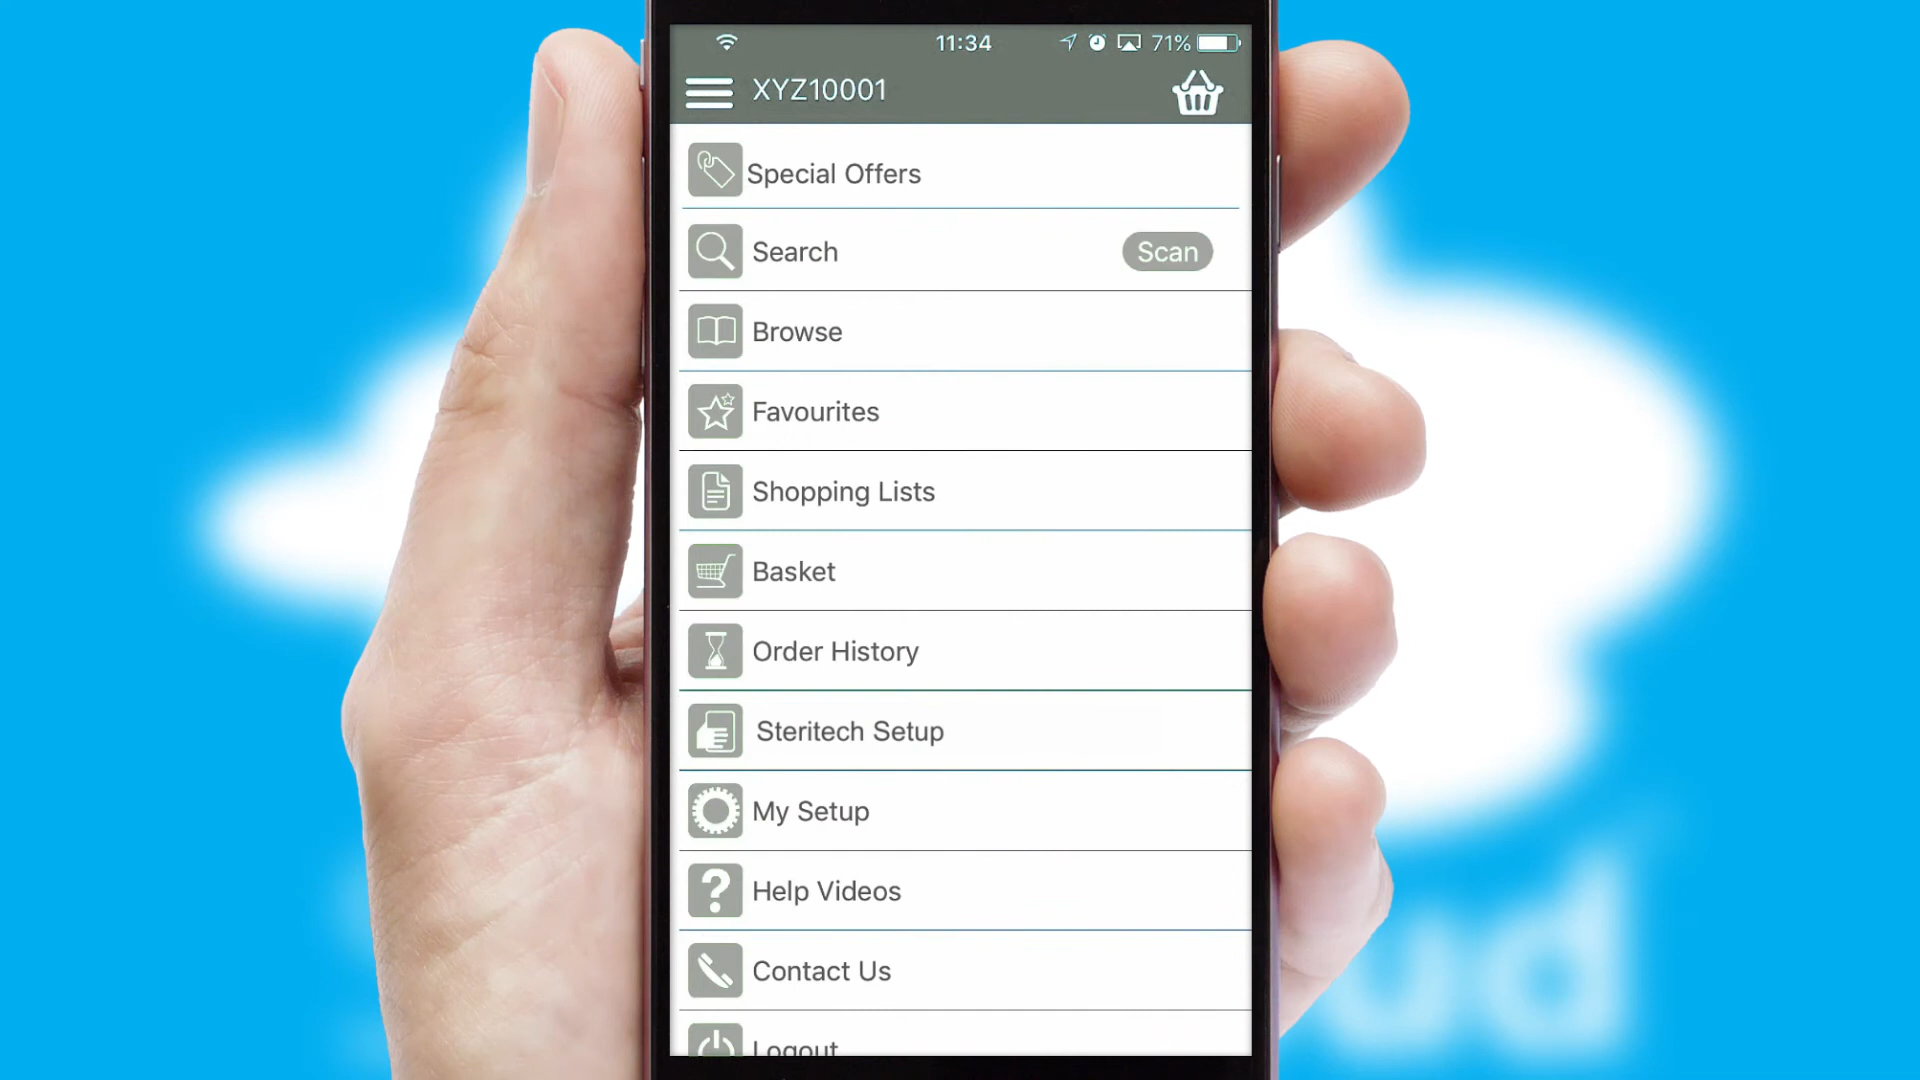 11:34 71%
XYZ10001
Special Offers
Search Scan
Browse
Favourites
Shopping Lists
Basket
Order History
Steritech Setup
My Setup
Help Videos
Contact Us
Logout
ud